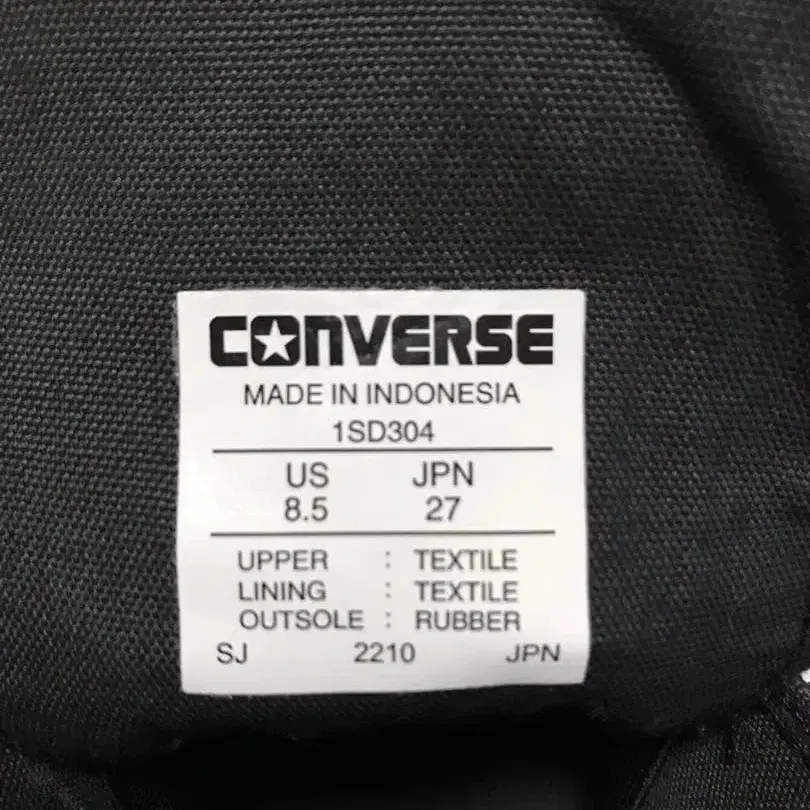 CONVERSE
MADE IN INDONESIA
1SD304
US JPN
8.5 27
UPPER : TEXTILE
LINING : TEXTILE
OUTSOLE : RUBBER
SJ 2210 JPN